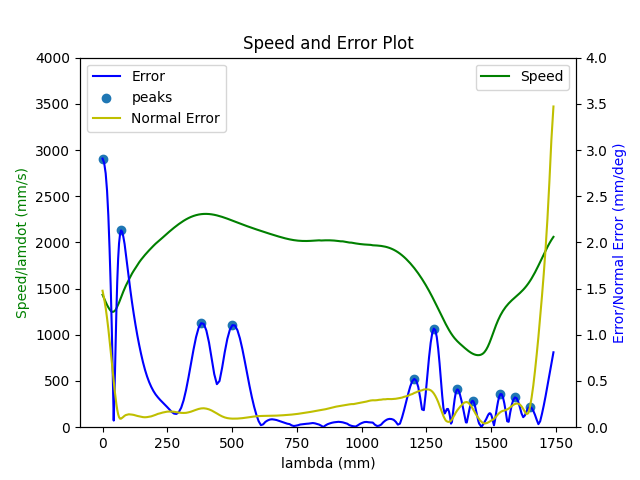 Speed and Error Plot
Error
peaks
Normal Error
Speed
Speed/lamdot (mm/s)
4000
3500
3000
2500
2000
1500
1000
500
0
4.0
3.5
3.0
2.5
2.0
1.5
1.0
0.5
0.0
Error/Normal Error (mm/deg)
0 250 500 750 1000 1250 1500 1750
lambda (mm)